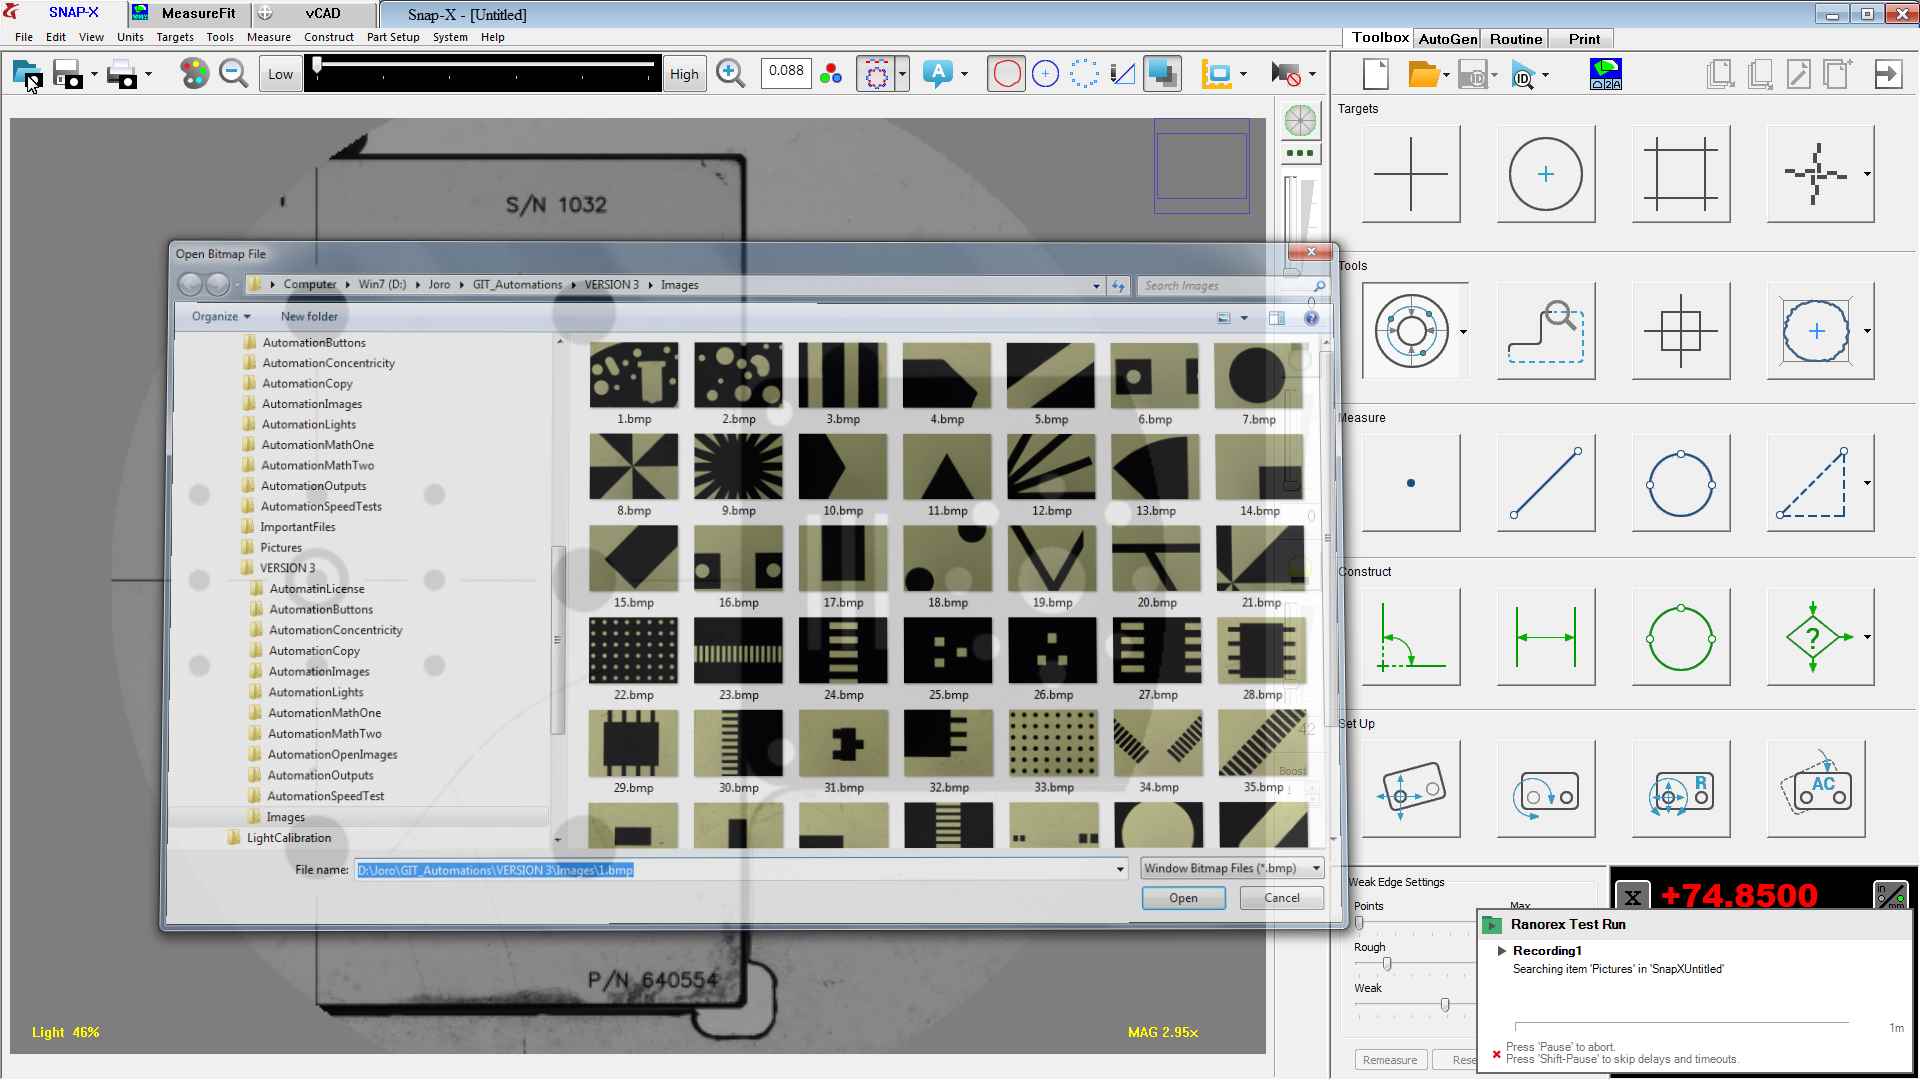 SNAP-X
MeasureFit
vCAD
Snap-X - [Untitled]
File Edit View Units Targets Tools Measure Construct Part Setup System Help
Toolbox AutoGen Routine Print
Low
High
0.088
A
ID
ID
Targets
S/N 1032
Open Bitmap File
Tools
Computer Win7 (D:) Joro GIT_Automations VERSION 3 Images
Search Images
Organize
New folder
AutomationButtons
AutomationConcentricity
AutomationCopy
AutomationImages
AutomationLights
AutomationMathOne
AutomationMathTwo
AutomationOutputs
AutomationSpeedTests
ImportantFiles
Pictures
VERSION 3
AutomatinLicense
AutomationButtons
AutomationConcentricity
AutomationCopy
AutomationImages
AutomationLights
AutomationMathOne
AutomationMathTwo
AutomationOpenImages
AutomationOutputs
AutomationSpeedTest
Images
LightCalibration
1.bmp 2.bmp 3.bmp 4.bmp 5.bmp 6.bmp 7.bmp
8.bmp 9.bmp 10.bmp 11.bmp 12.bmp 13.bmp 14.bmp
15.bmp 16.bmp 17.bmp 18.bmp 19.bmp 20.bmp 21.bmp
22.bmp 23.bmp 24.bmp 25.bmp 26.bmp 27.bmp 28.bmp
29.bmp 30.bmp 31.bmp 32.bmp 33.bmp 34.bmp 35.bmp
0
0
42
Boost
1
File name: D:\Joro\GIT_Automations\VERSION 3\Images\1.bmp
Window Bitmap Files (*.bmp)
Open
Cancel
Measure
Construct
?
Set Up
R
AC
P/N 640554
Light 46%
MAG 2.95x
Weak Edge Settings
Points
Max
Rough
Weak
Remeasure
Rese
X
+74.8500
in
mm
Ranorex Test Run
Recording1
Searching item 'Pictures' in 'SnapXUntitled'
1m
Press 'Pause' to abort.
Press 'Shift-Pause' to skip delays and timeouts.